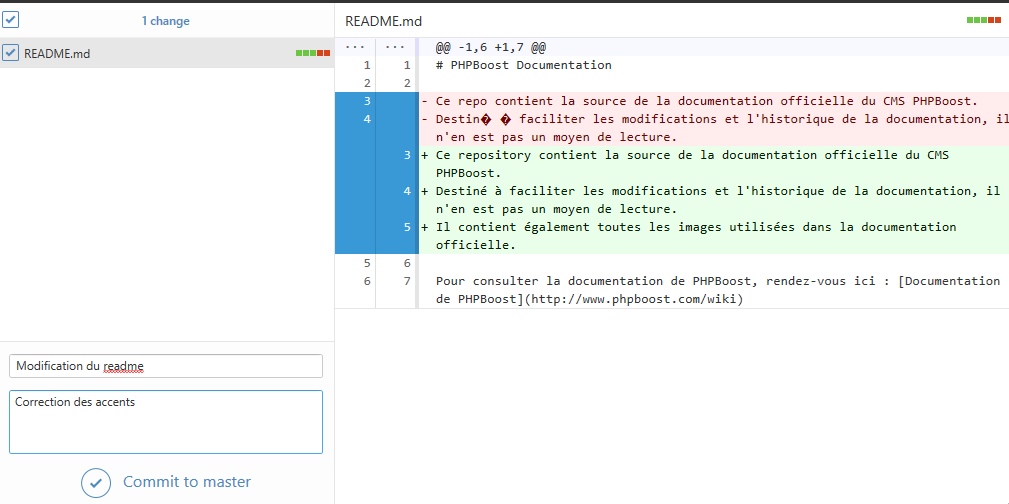 1 change
README.md
README.md
··· ··· @@ -1,6 +1,7 @@
1 1 # PHPBoost Documentation
2 2
3 - Ce repo contient la source de la documentation officielle du CMS PHPBoost.
4 - Destin� � faciliter les modifications et l'historique de la documentation, il
n'en est pas un moyen de lecture.
3 + Ce repository contient la source de la documentation officielle du CMS
PHPBoost.
4 + Destiné à faciliter les modifications et l'historique de la documentation, il
n'en est pas un moyen de lecture.
5 + Il contient également toutes les images utilisées dans la documentation
officielle.
5 6
6 7 Pour consulter la documentation de PHPBoost, rendez-vous ici : [Documentation
de PHPBoost](http://www.phpboost.com/wiki)
Modification du readme
Correction des accents
Commit to master